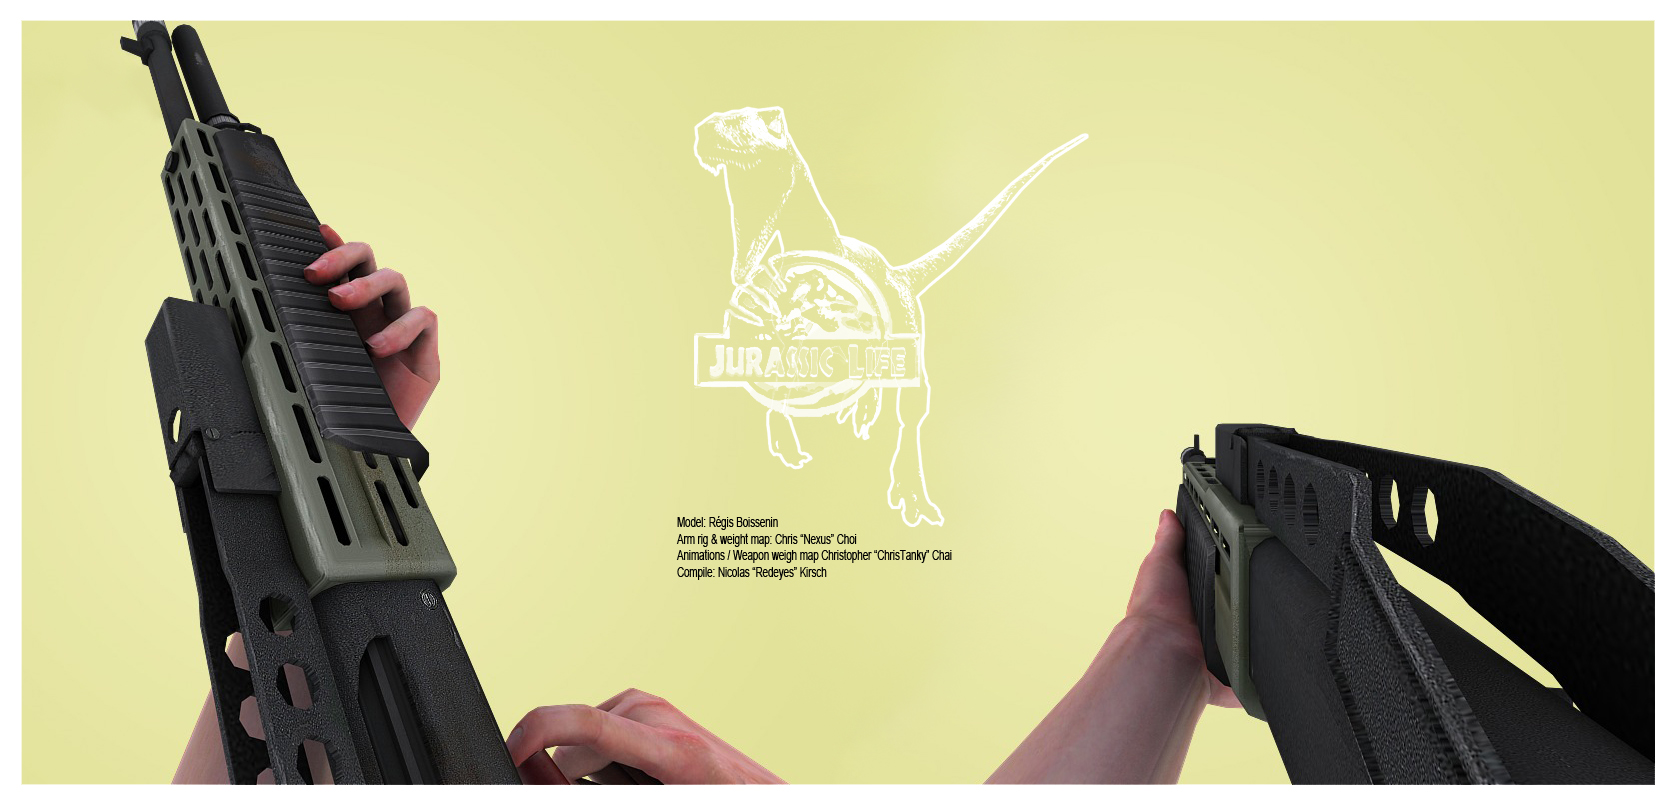 JURASSIC LIFE
Model: Régis Boissenin
Arm rig & weight map: Chris “Nexus” Choi
Animations / Weapon weigh map Christopher “ChrisTanky” Chai
Compile: Nicolas “Redeyes” Kirsch